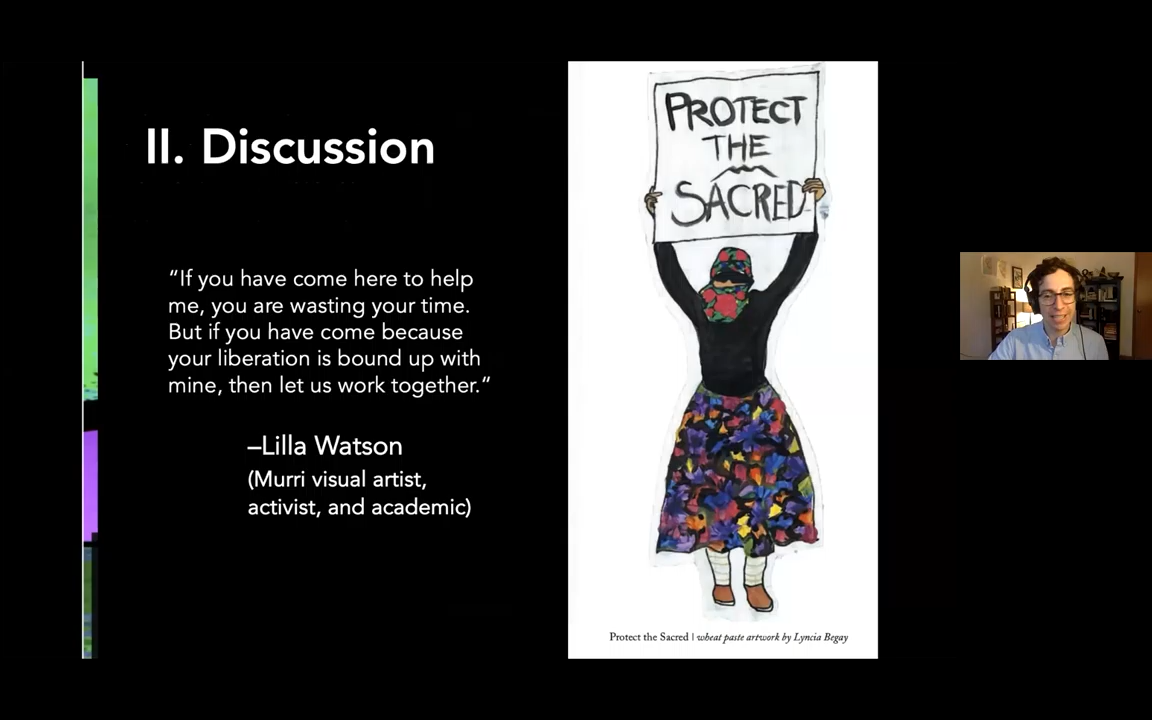 II. Discussion
“If you have come here to help
me, you are wasting your time.
But if you have come because
your liberation is bound up with
mine, then let us work together.”
–Lilla Watson
(Murri visual artist,
activist, and academic)
PROTECT
THE
SACRED
Protect the Sacred | wheat paste artwork by Lyncia Begay